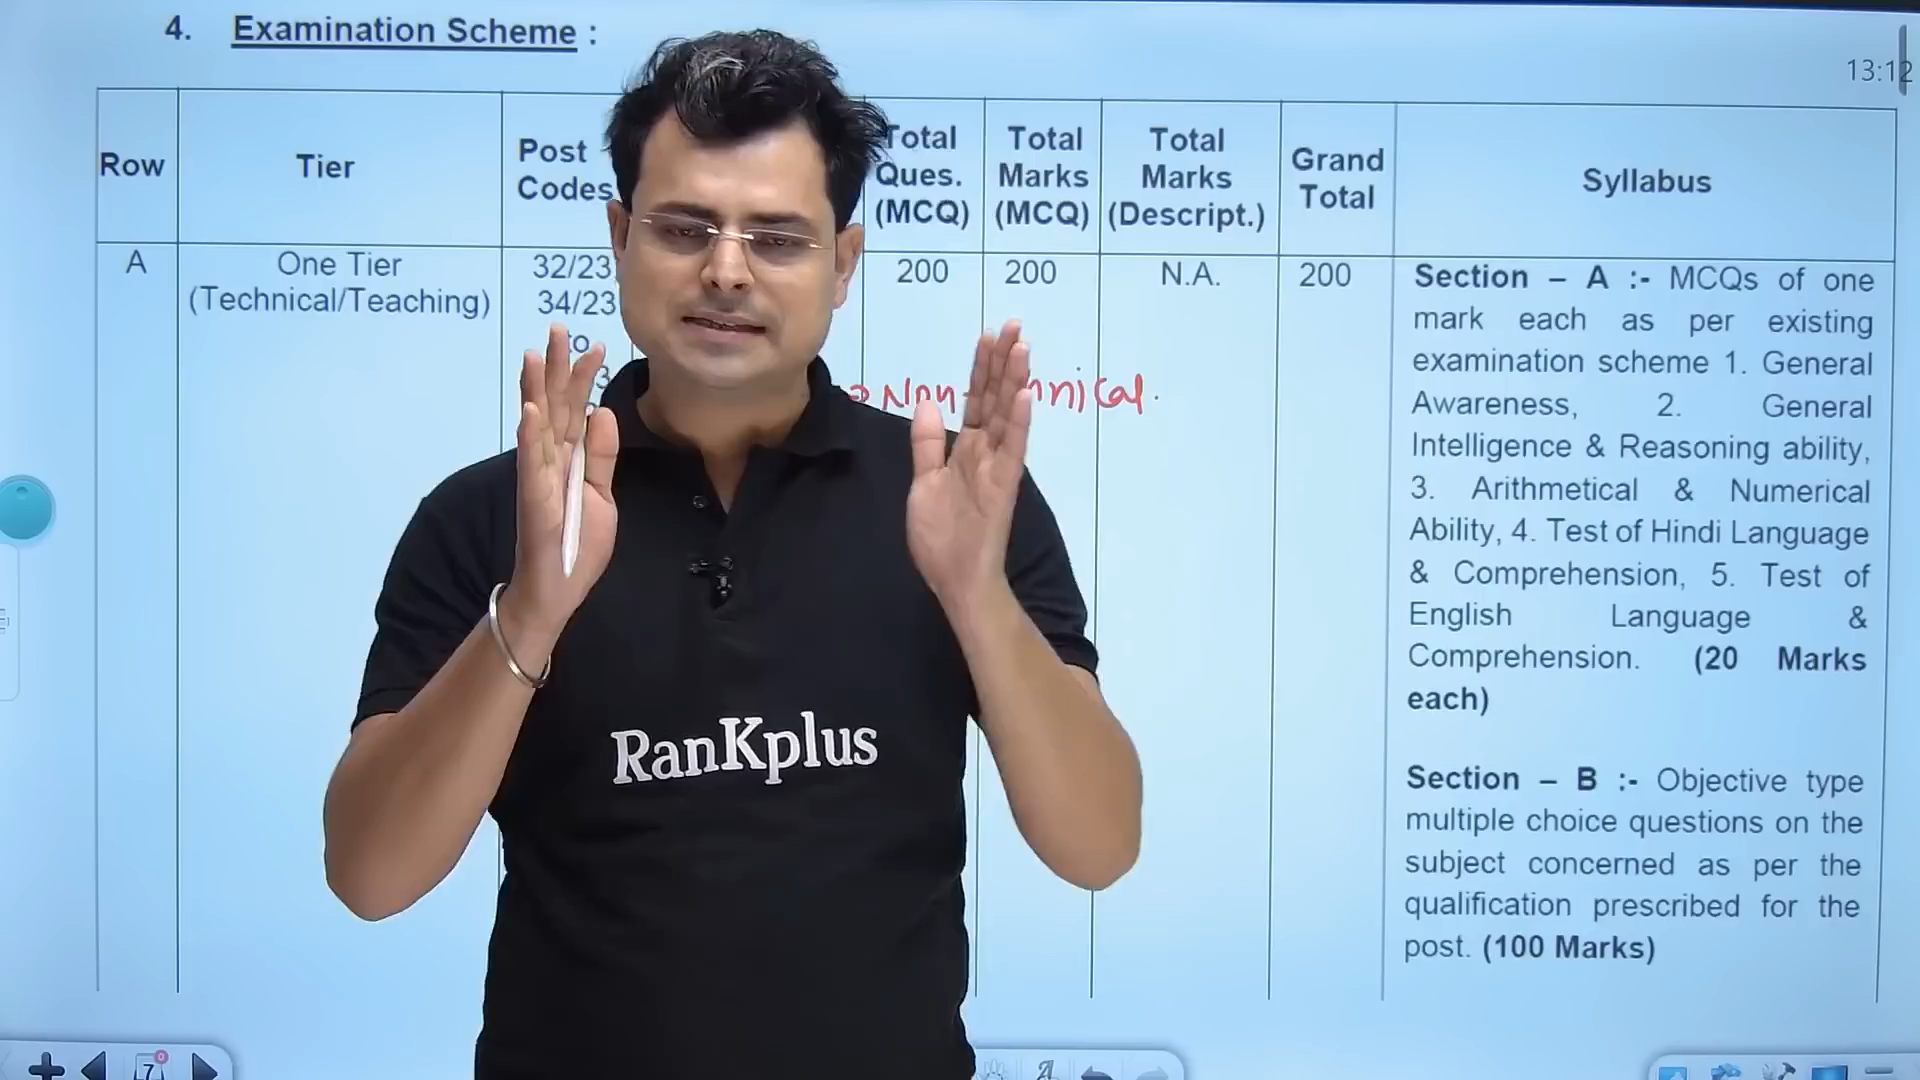 4. Examination Scheme :
13:12
Row
Tier
Post
Codes
Total
Ques.
(MCQ)
Total
Marks
(MCQ)
Total
Marks
(Descript.)
Grand
Total
Syllabus
A
One Tier
(Technical/Teaching)
32/23
34/23
to
3
200
200
N.A.
200
Section – A :- MCQs of one
mark each as per existing
examination scheme 1. General
Awareness, 2. General
Intelligence & Reasoning ability,
3. Arithmetical & Numerical
Ability, 4. Test of Hindi Language
& Comprehension, 5. Test of
English Language &
Comprehension. (20 Marks
each)
Section – B :- Objective type
multiple choice questions on the
subject concerned as per the
qualification prescribed for the
post. (100 Marks)
RanKplus
7
0